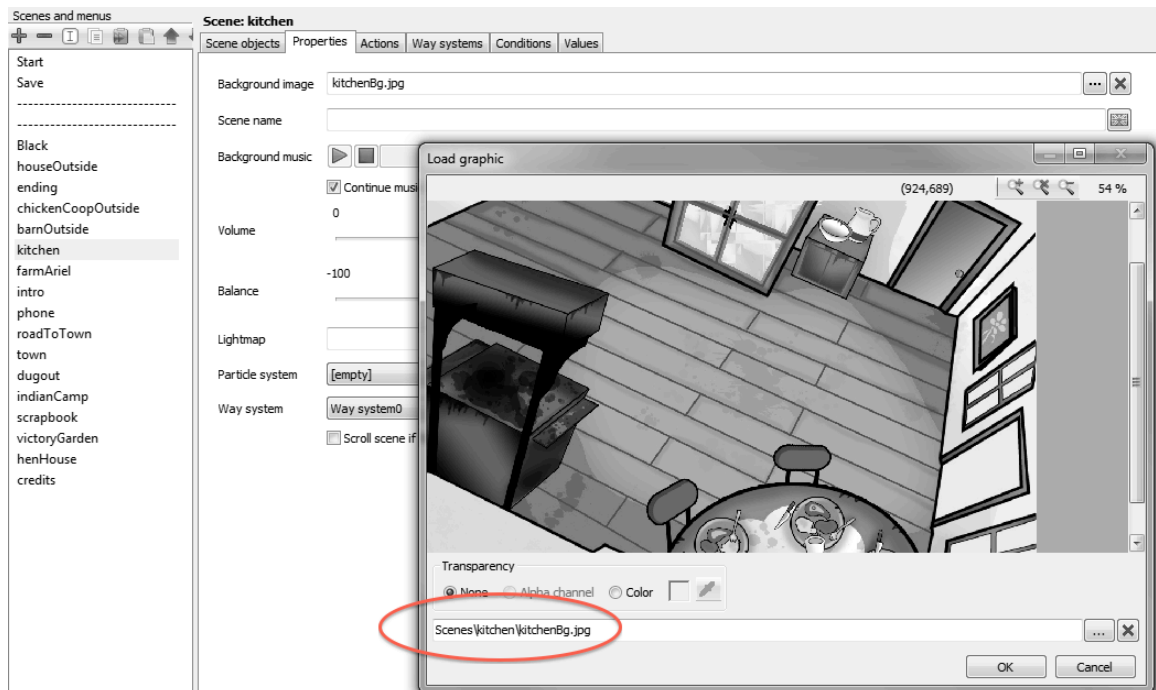 Scenes and menus
Start
Save
------------------------------
------------------------------
Black
houseOutside
ending
chickenCoopOutside
barnOutside
kitchen
farmAriel
intro
phone
roadToTown
town
dugout
indianCamp
scrapbook
victoryGarden
henHouse
credits
Scene: kitchen
Scene objects Properties Actions Way systems Conditions Values
Background image kitchenBg.jpg ...
Scene name
Background music
Continue musi
Volume 0
Balance -100
Lightmap
Particle system [empty]
Way system Way system0
Scroll scene if
Load graphic
(924,689) 54 %
Transparency
None Alpha channel Color
Scenes\kitchen\kitchenBg.jpg ...
OK Cancel